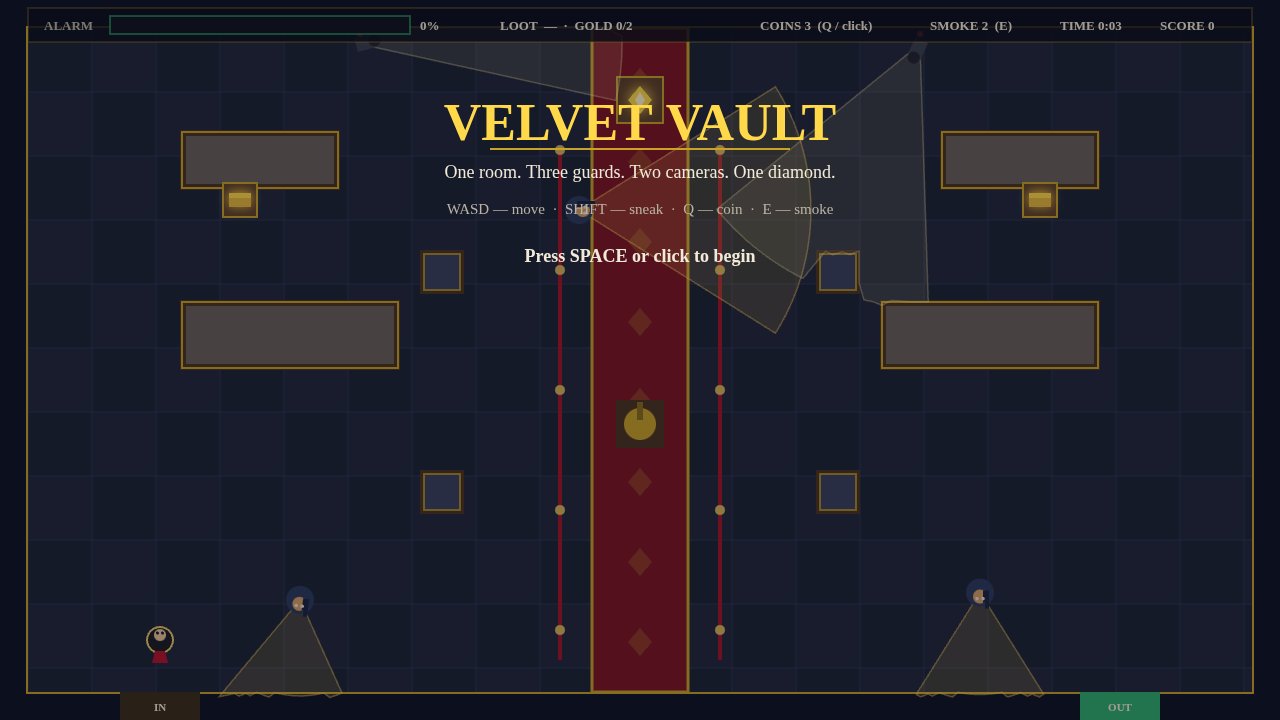 ALARM 0% LOOT — · GOLD 0/2 COINS 3 (Q / click) SMOKE 2 (E) TIME 0:03 SCORE 0
VELVET VAULT
One room. Three guards. Two cameras. One diamond.
WASD — move · SHIFT — sneak · Q — coin · E — smoke
Press SPACE or click to begin
IN OUT